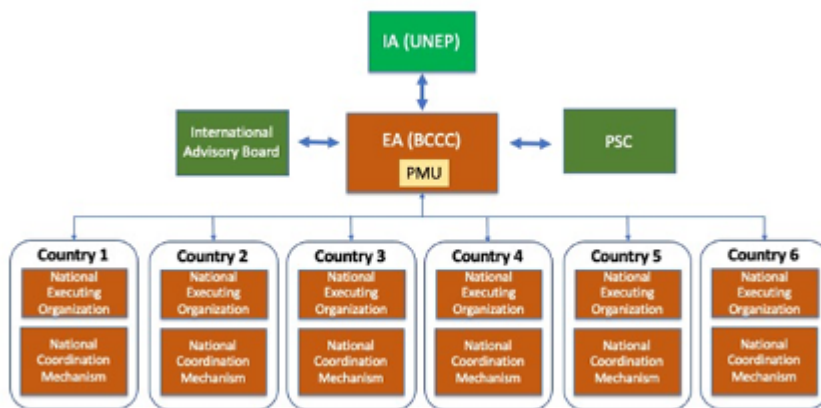 IA (UNEP)
International
Advisory Board
EA (BCCC)
PMU
PSC
Country 1
National
Executing
Organization
National
Coordination
Mechanism
Country 2
National
Executing
Organization
National
Coordination
Mechanism
Country 3
National
Executing
Organization
National
Coordination
Mechanism
Country 4
National
Executing
Organization
National
Coordination
Mechanism
Country 5
National
Executing
Organization
National
Coordination
Mechanism
Country 6
National
Executing
Organization
National
Coordination
Mechanism